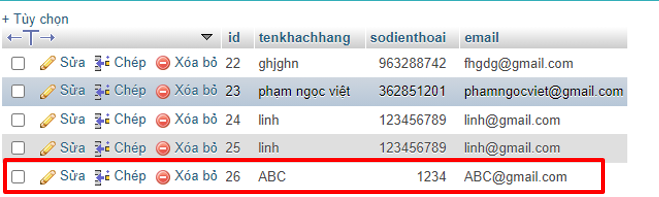 + Tùy chọn
←T→ id tenkhachhang sodienthoai email
Sửa Chép Xóa bỏ 22 ghjghn 963288742 fhgdg@gmail.com
Sửa Chép Xóa bỏ 23 phạm ngọc việt 362851201 phamngocviet@gmail.com
Sửa Chép Xóa bỏ 24 linh 123456789 linh@gmail.com
Sửa Chép Xóa bỏ 25 linh 123456789 linh@gmail.com
Sửa Chép Xóa bỏ 26 ABC 1234 ABC@gmail.com